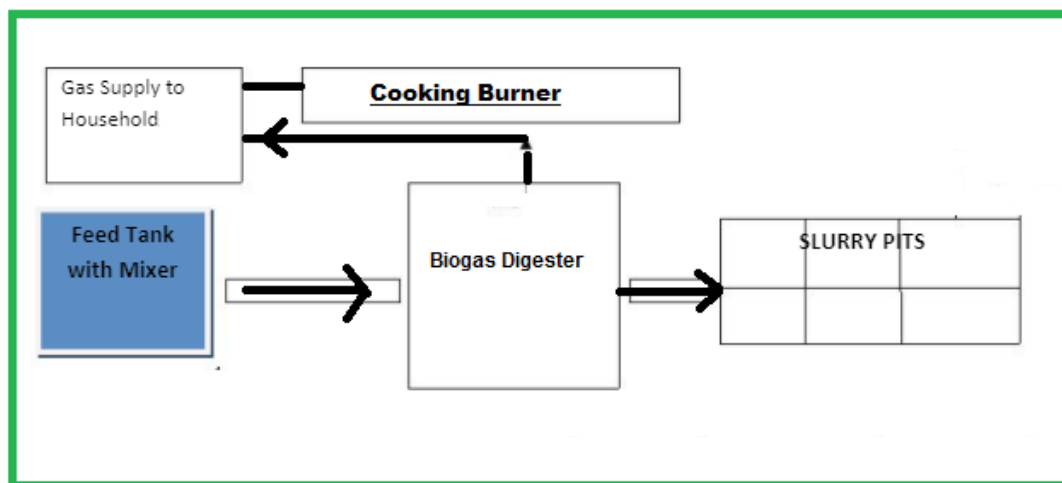 Gas Supply to
Household
Cooking Burner
Feed Tank
with Mixer
Biogas Digester
SLURRY PITS